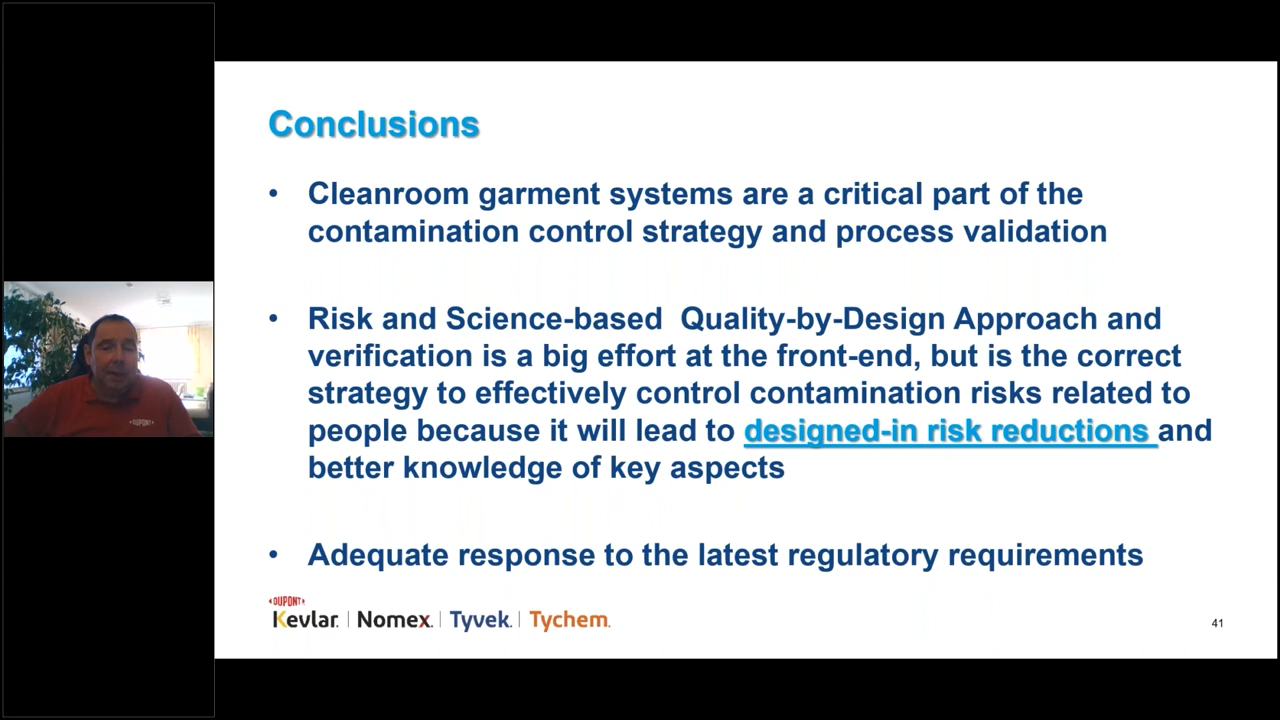 Conclusions
• Cleanroom garment systems are a critical part of the
contamination control strategy and process validation
• Risk and Science-based  Quality-by-Design Approach and
verification is a big effort at the front-end, but is the correct
strategy to effectively control contamination risks related to
people because it will lead to designed-in risk reductions and
better knowledge of key aspects
• Adequate response to the latest regulatory requirements
DUPONT
Kevlar. | Nomex. | Tyvek. | Tychem.
41
DUPONT